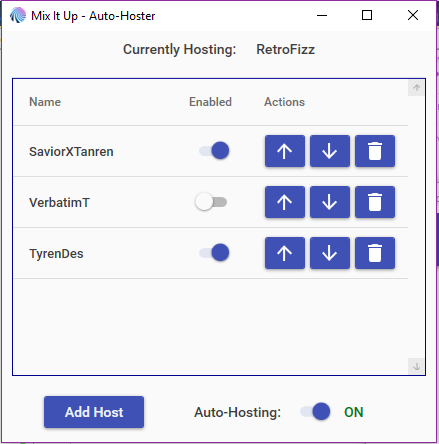 Mix It Up - Auto-Hoster
Currently Hosting: RetroFizz
Name Enabled Actions
SaviorXTanren
VerbatimT
TyrenDes
Add Host Auto-Hosting: ON